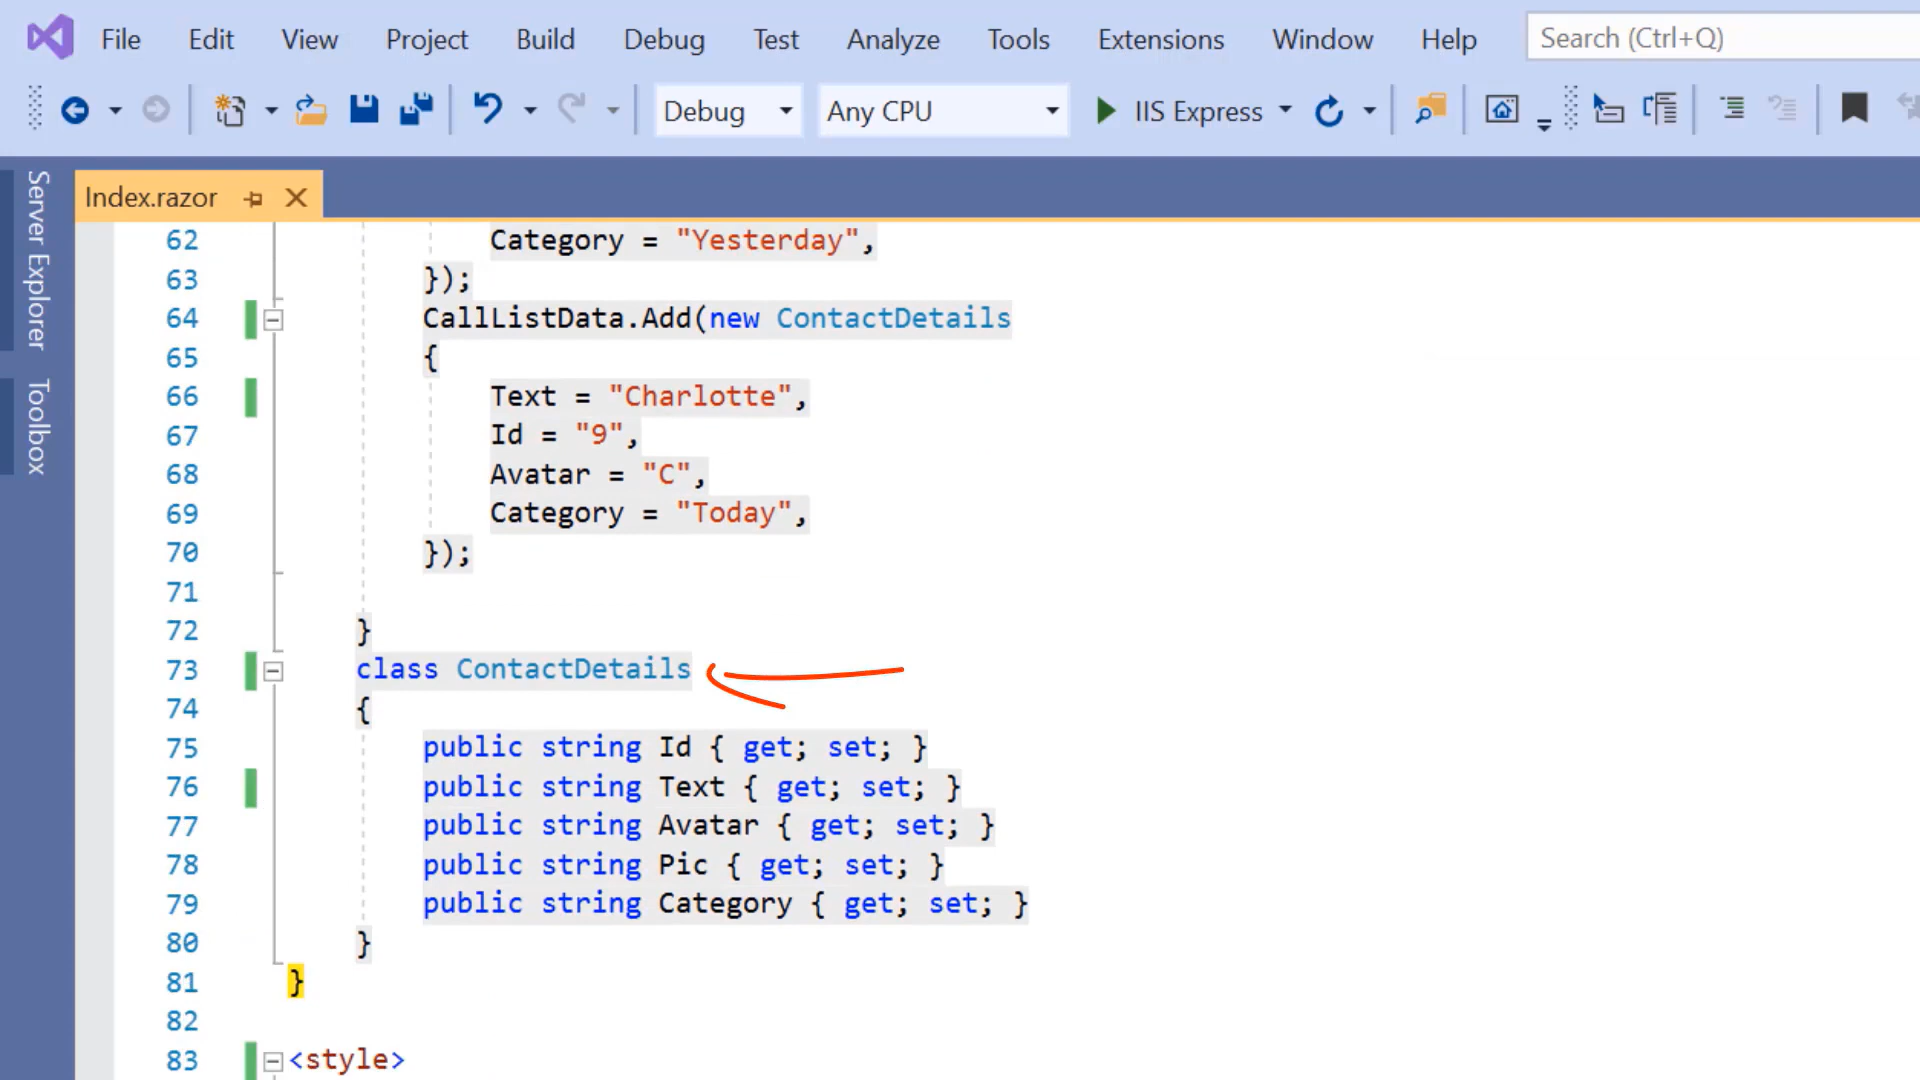 File Edit View Project Build Debug Test Analyze Tools Extensions Window Help Search (Ctrl+Q)
Debug Any CPU IIS Express
Server Explorer
Toolbox
Index.razor
62 Category = "Yesterday",
63 });
64 CallListData.Add(new ContactDetails
65 {
66 Text = "Charlotte",
67 Id = "9",
68 Avatar = "C",
69 Category = "Today",
70 });
71
72 }
73 class ContactDetails
74 {
75 public string Id { get; set; }
76 public string Text { get; set; }
77 public string Avatar { get; set; }
78 public string Pic { get; set; }
79 public string Category { get; set; }
80 }
81 }
82
83 <style>